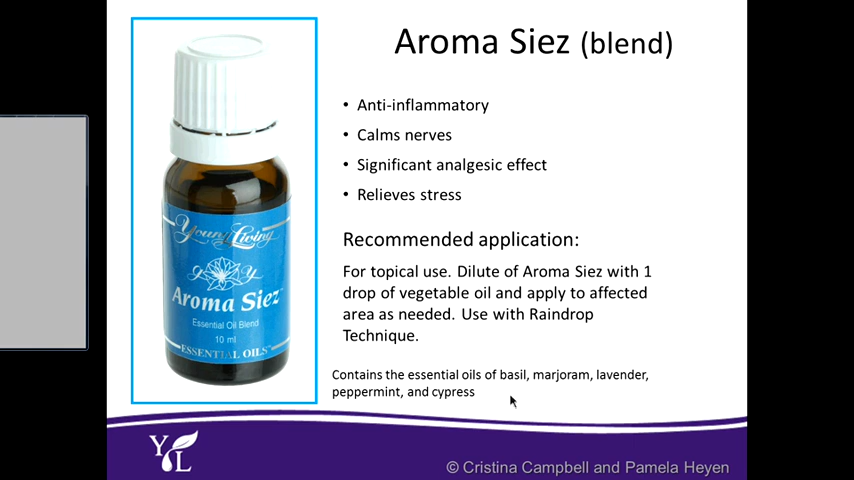 Aroma Siez (blend)
• Anti-inflammatory
• Calms nerves
• Significant analgesic effect
• Relieves stress
Recommended application:
For topical use. Dilute of Aroma Siez with 1
drop of vegetable oil and apply to affected
area as needed. Use with Raindrop
Technique.
Contains the essential oils of basil, marjoram, lavender,
peppermint, and cypress
Young Living
Y
Aroma Siez
Essential Oil Blend
10 ml
ESSENTIAL OILS
Y L
© Cristina Campbell and Pamela Heyen